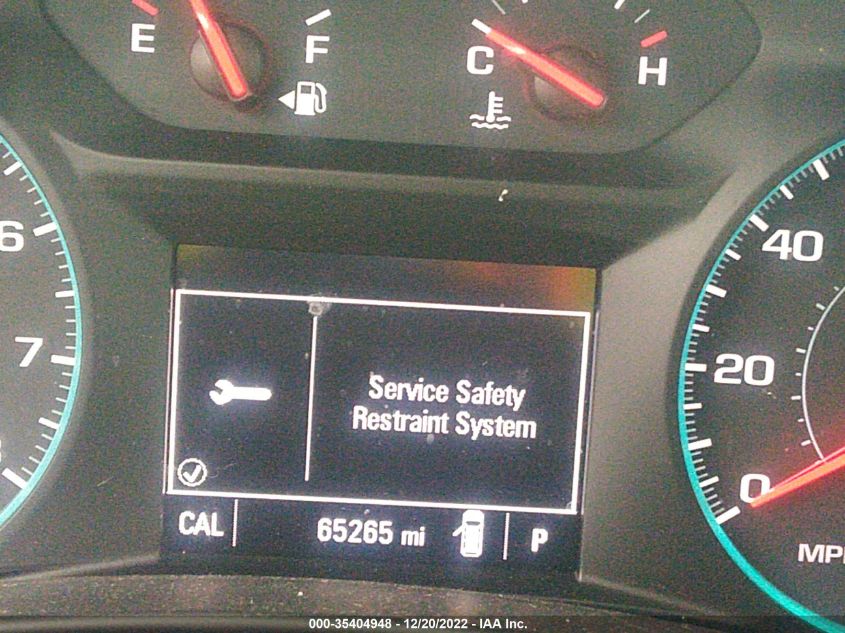 E F C H
6
7
40
20
0
Service Safety
Restraint System
CAL 65265 mi P
000-35404948 - 12/20/2022 - IAA Inc.